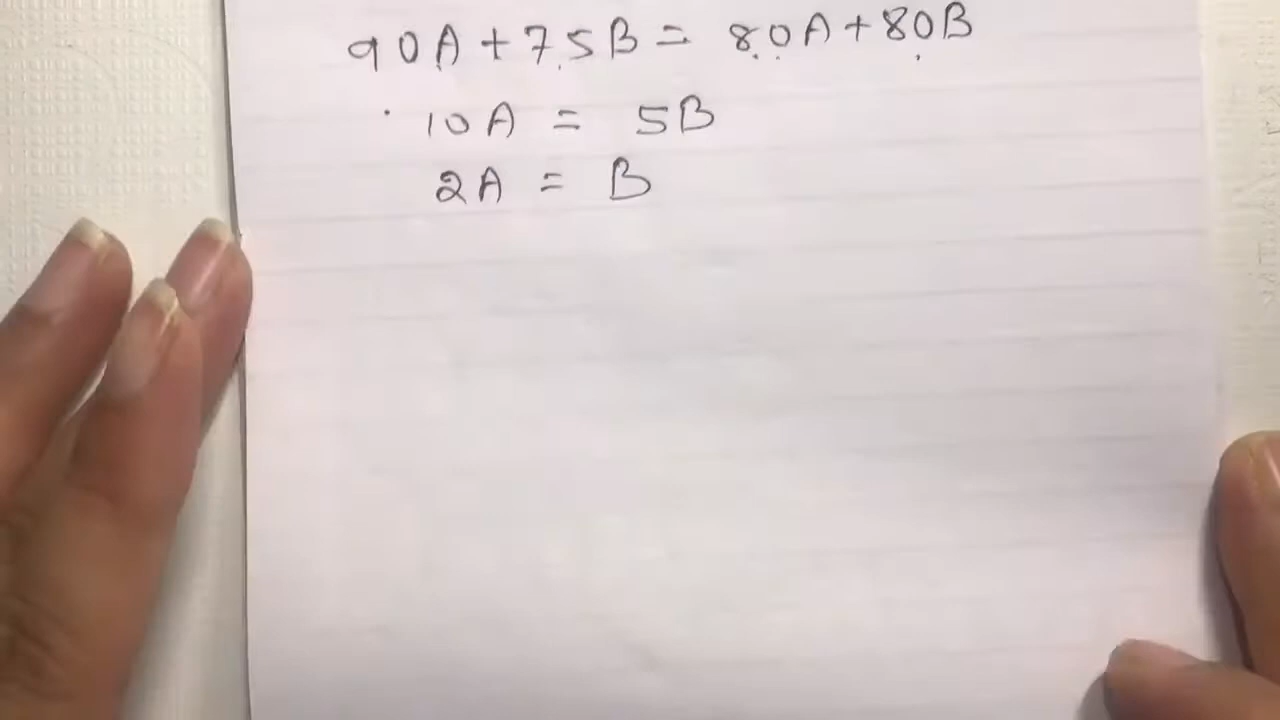 90A + 75B = 80A + 80B
10A = 5B
2A = B